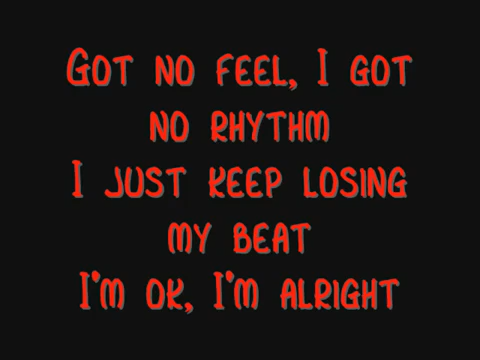 Got no feel, I got
no rhythm
I just keep losing
my beat
I'm ok, I'm alright